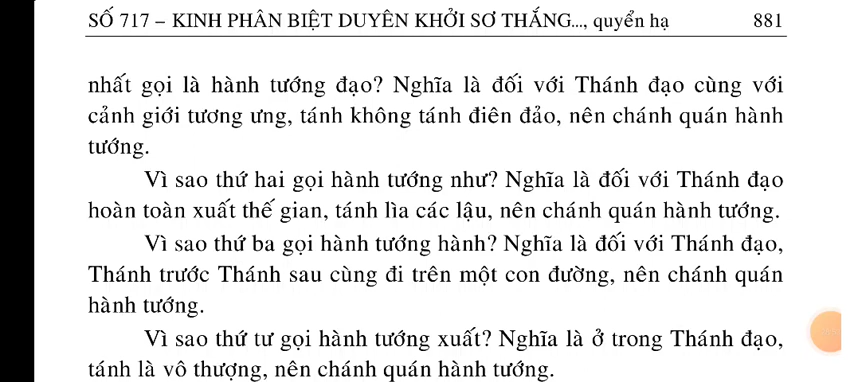 SỐ 717 – KINH PHÂN BIỆT DUYÊN KHỞI SƠ THẮNG..., quyển hạ 881
nhất gọi là hành tướng đạo? Nghĩa là đối với Thánh đạo cùng với
cảnh giới tương ưng, tánh không tánh điên đảo, nên chánh quán hành
tướng.
Vì sao thứ hai gọi hành tướng như? Nghĩa là đối với Thánh đạo
hoàn toàn xuất thế gian, tánh lìa các lậu, nên chánh quán hành tướng.
Vì sao thứ ba gọi hành tướng hành? Nghĩa là đối với Thánh đạo,
Thánh trước Thánh sau cùng đi trên một con đường, nên chánh quán
hành tướng.
Vì sao thứ tư gọi hành tướng xuất? Nghĩa là ở trong Thánh đạo,
tánh là vô thượng, nên chánh quán hành tướng.